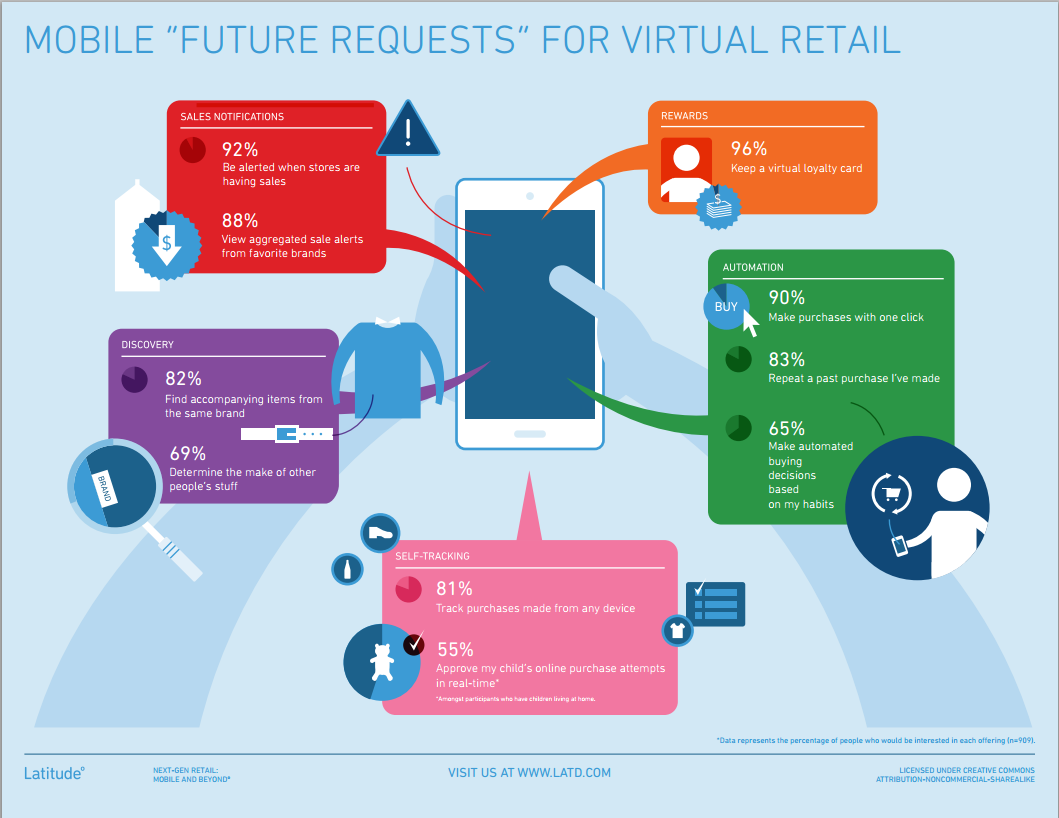 MOBILE “FUTURE REQUESTS“ FOR VIRTUAL RETAIL
SALES NOTIFICATIONS
92%
Be alerted when stores are
having sales
88%
View aggregated sale alerts
from favorite brands
$
!
REWARDS
96%
Keep a virtual loyalty card
$
AUTOMATION
BUY
90%
Make purchases with one click
83%
Repeat a past purchase I've made
65%
Make automated
buying
decisions
based
on my habits
DISCOVERY
82%
Find accompanying items from
the same brand
69%
Determine the make of other
people's stuff
BRAND
SELF-TRACKING
81%
Track purchases made from any device
55%
Approve my child's online purchase attempts
in real-time*
*Amongst participants who have children living at home.
*Data represents the percentage of people who would be interested in each offering (n=909).
Latitude°
NEXT-GEN RETAIL:
MOBILE AND BEYOND°
VISIT US AT WWW.LATD.COM
LICENSED UNDER CREATIVE COMMONS
ATTRIBUTION-NONCOMMERCIAL-SHAREALIKE